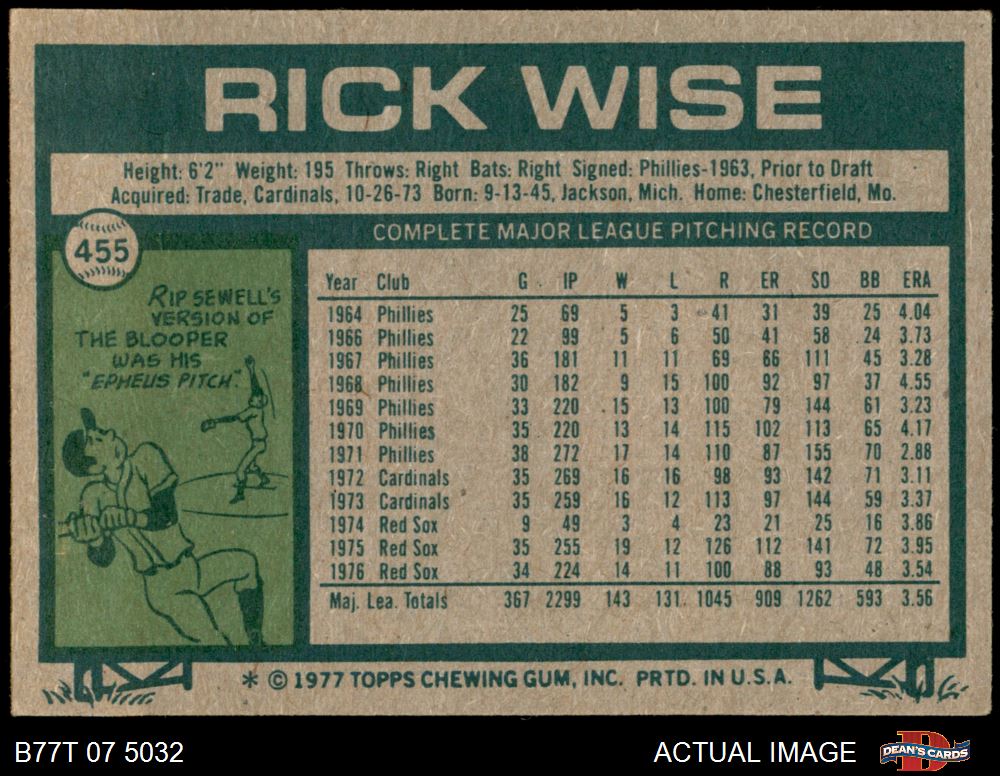 RICK WISE
Height: 6'2" Weight: 195 Throws: Right Bats: Right Signed: Phillies-1963, Prior to Draft
Acquired: Trade, Cardinals, 10-26-73 Born: 9-13-45, Jackson, Mich. Home: Chesterfield, Mo.
455
RIP SEWELL'S
VERSION OF
THE BLOOPER
WAS HIS
"EPHEUS PITCH".
COMPLETE MAJOR LEAGUE PITCHING RECORD
Year Club G IP W L R ER SO BB ERA
1964 Phillies 25 69 5 3 41 31 39 25 4.04
1966 Phillies 22 99 5 6 50 41 58 24 3.73
1967 Phillies 36 181 11 11 69 66 111 45 3.28
1968 Phillies 30 182 9 15 100 92 97 37 4.55
1969 Phillies 33 220 15 13 100 79 144 61 3.23
1970 Phillies 35 220 13 14 115 102 113 65 4.17
1971 Phillies 38 272 17 14 110 87 155 70 2.88
1972 Cardinals 35 269 16 16 98 93 142 71 3.11
1973 Cardinals 35 259 16 12 113 97 144 59 3.37
1974 Red Sox 9 49 3 4 23 21 25 16 3.86
1975 Red Sox 35 255 19 12 126 112 141 72 3.95
1976 Red Sox 34 224 14 11 100 88 93 48 3.54
Maj. Lea. Totals 367 2299 143 131 1045 909 1262 593 3.56
* © 1977 TOPPS CHEWING GUM, INC. PRTD. IN U.S.A.
B77T 07 5032
ACTUAL IMAGE
DEAN'S CARDS